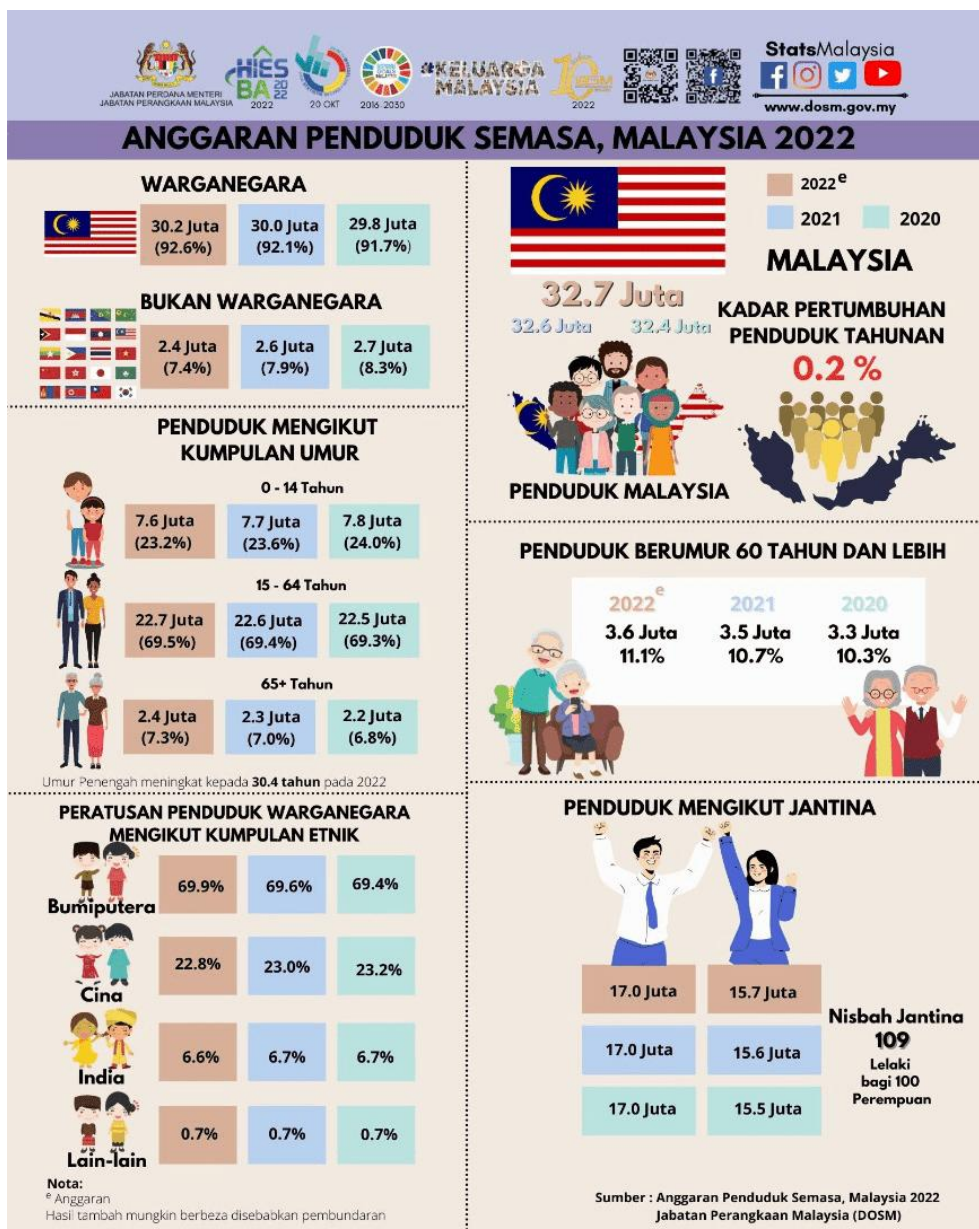 JABATAN PERDANA MENTERI
JABATAN PERANGKAAN MALAYSIA
HIES
BA 2022
2022
20 OKT
2016-2030
#KELUARGA
MALAYSIA
2022
StatsMalaysia
www.dosm.gov.my
ANGGARAN PENDUDUK SEMASA, MALAYSIA 2022
WARGANEGARA
30.2 Juta
(92.6%)
30.0 Juta
(92.1%)
29.8 Juta
(91.7%)
BUKAN WARGANEGARA
2.4 Juta
(7.4%)
2.6 Juta
(7.9%)
2.7 Juta
(8.3%)
2022e
2021
2020
MALAYSIA
32.7 Juta
32.6 Juta
32.4 Juta
KADAR PERTUMBUHAN
PENDUDUK TAHUNAN
0.2 %
PENDUDUK MALAYSIA
PENDUDUK MENGIKUT
KUMPULAN UMUR
0 - 14 Tahun
7.6 Juta
(23.2%)
7.7 Juta
(23.6%)
7.8 Juta
(24.0%)
15 - 64 Tahun
22.7 Juta
(69.5%)
22.6 Juta
(69.4%)
22.5 Juta
(69.3%)
65+ Tahun
2.4 Juta
(7.3%)
2.3 Juta
(7.0%)
2.2 Juta
(6.8%)
Umur Penengah meningkat kepada 30.4 tahun pada 2022
PENDUDUK BERUMUR 60 TAHUN DAN LEBIH
2022e
2021
2020
3.6 Juta
3.5 Juta
3.3 Juta
11.1%
10.7%
10.3%
PERATUSAN PENDUDUK WARGANEGARA
MENGIKUT KUMPULAN ETNIK
Bumiputera
69.9%
69.6%
69.4%
Cina
22.8%
23.0%
23.2%
India
6.6%
6.7%
6.7%
Lain-lain
0.7%
0.7%
0.7%
Nota:
e Anggaran
Hasil tambah mungkin berbeza disebabkan pembundaran
PENDUDUK MENGIKUT JANTINA
17.0 Juta
15.7 Juta
17.0 Juta
15.6 Juta
17.0 Juta
15.5 Juta
Nisbah Jantina
109
Lelaki
bagi 100
Perempuan
Sumber : Anggaran Penduduk Semasa, Malaysia 2022
Jabatan Perangkaan Malaysia (DOSM)